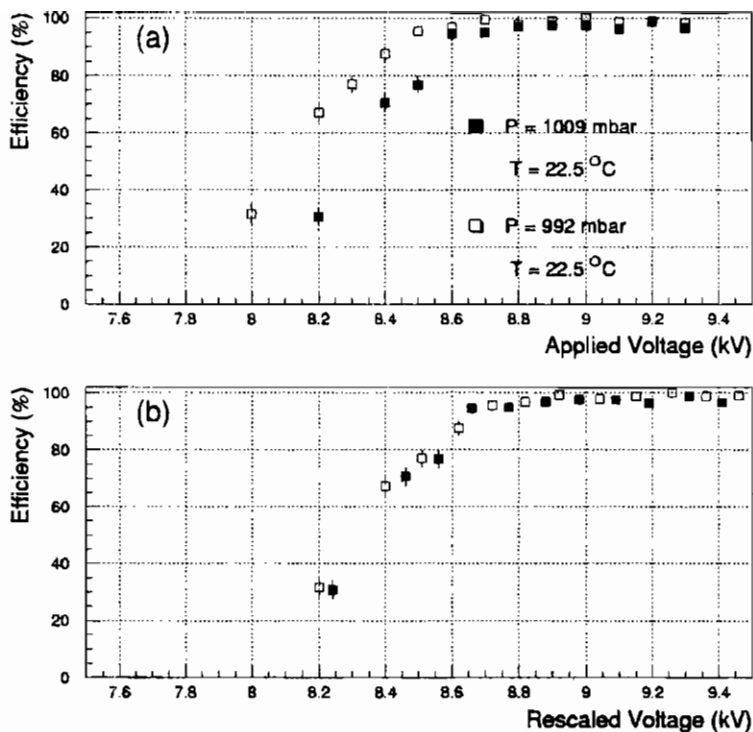 Efficiency (%)
100
80
60
40
20
0
(a)
P = 1009 mbar
T = 22.5 °C
P = 992 mbar
T = 22.5 °C
7.6 7.8 8 8.2 8.4 8.6 8.8 9 9.2 9.4
Applied Voltage (kV)
Efficiency (%)
100
80
60
40
20
0
(b)
7.6 7.8 8 8.2 8.4 8.6 8.8 9 9.2 9.4
Rescaled Voltage (kV)